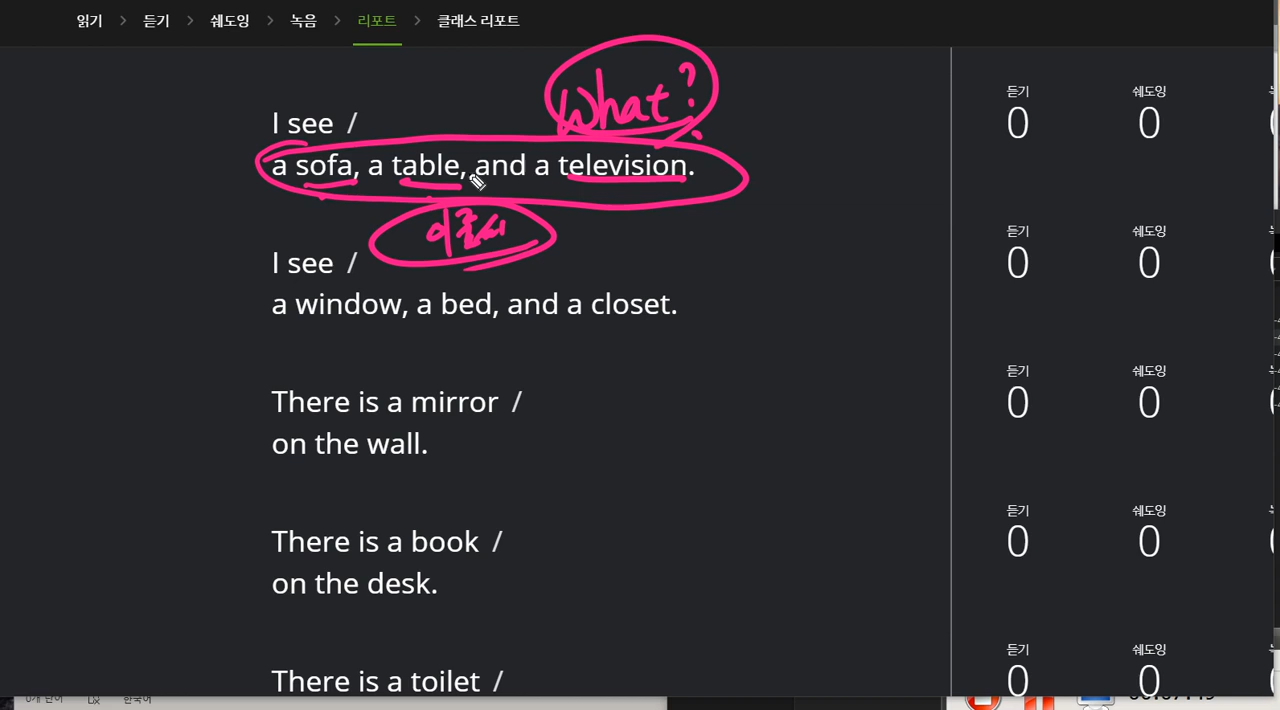 읽기 > 듣기 > 쉐도잉 > 녹음 > 리포트 > 클래스 리포트
What?
I see /
a sofa, a table, and a television.
듣기 쉐도잉
0 0
I see /
a window, a bed, and a closet.
듣기 쉐도잉
0 0
There is a mirror /
on the wall.
듣기 쉐도잉
0 0
There is a book /
on the desk.
듣기 쉐도잉
0 0
There is a toilet /
듣기 쉐도잉
0 0
한국어